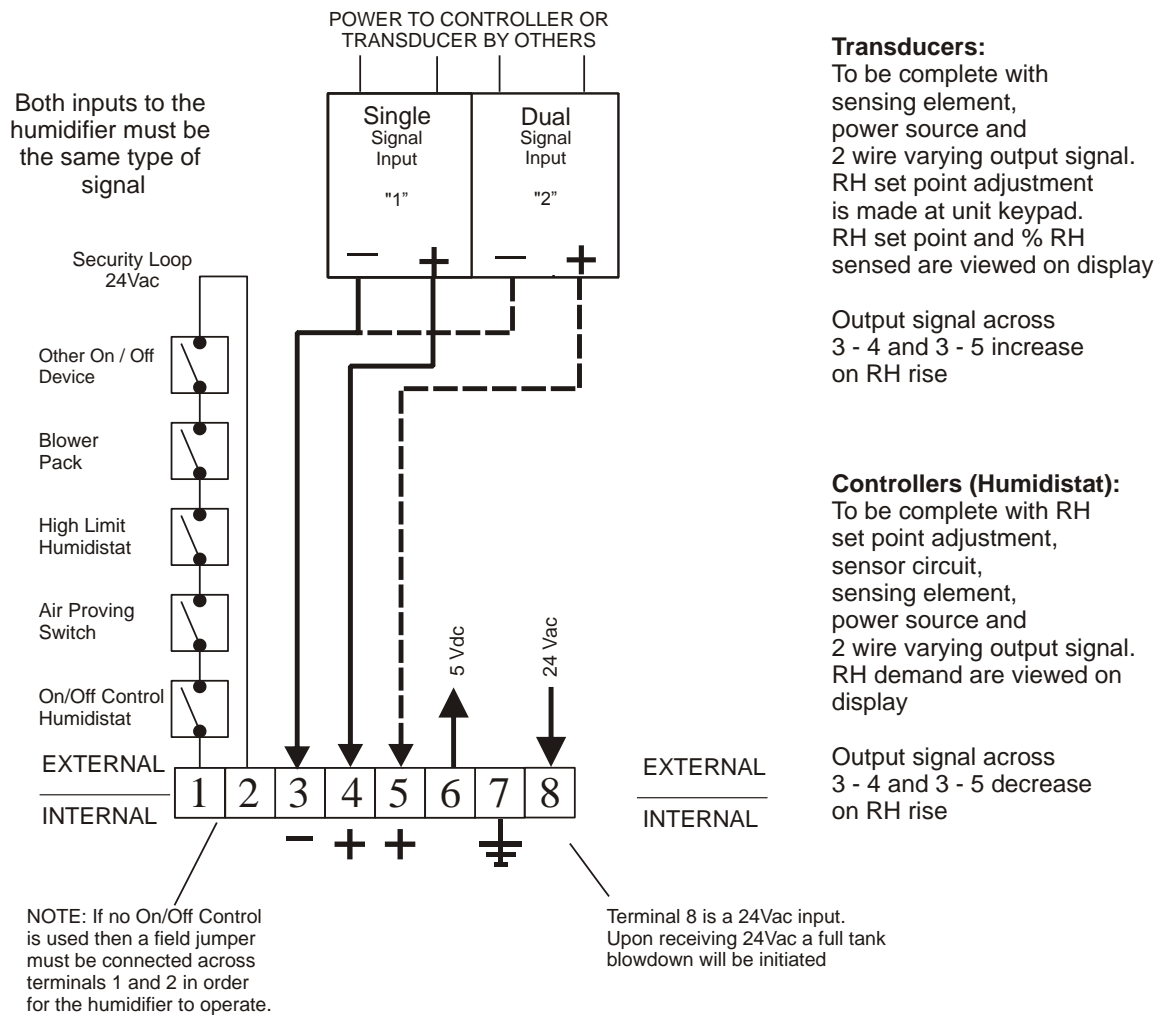 POWER TO CONTROLLER OR
TRANSDUCER BY OTHERS
Both inputs to the
humidifier must be
the same type of
signal
Single
Signal
Input
"1”
Dual
Signal
Input
"2”
— +
— +
Security Loop
24Vac
Other On / Off
Device
Blower
Pack
High Limit
Humidistat
Air Proving
Switch
On/Off Control
Humidistat
5 Vdc
24 Vac
EXTERNAL
INTERNAL
1 2 3 4 5 6 7 8
− + +
EXTERNAL
INTERNAL
NOTE: If no On/Off Control
is used then a field jumper
must be connected across
terminals 1 and 2 in order
for the humidifier to operate.
Terminal 8 is a 24Vac input.
Upon receiving 24Vac a full tank
blowdown will be initiated
Transducers:
To be complete with
sensing element,
power source and
2 wire varying output signal.
RH set point adjustment
is made at unit keypad.
RH set point and % RH
sensed are viewed on display
Output signal across
3 - 4 and 3 - 5 increase
on RH rise
Controllers (Humidistat):
To be complete with RH
set point adjustment,
sensor circuit,
sensing element,
power source and
2 wire varying output signal.
RH demand are viewed on
display
Output signal across
3 - 4 and 3 - 5 decrease
on RH rise